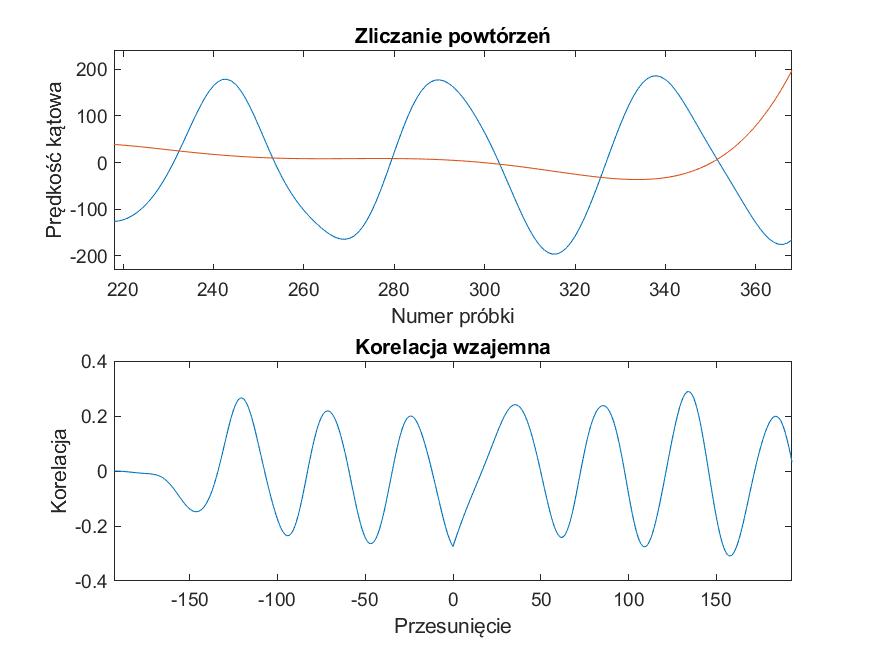 Zliczanie powtórzeń
Prędkość kątowa
200
100
0
-100
-200
220 240 260 280 300 320 340 360
Numer próbki
Korelacja wzajemna
Korelacja
0.4
0.2
0
-0.2
-0.4
-150 -100 -50 0 50 100 150
Przesunięcie